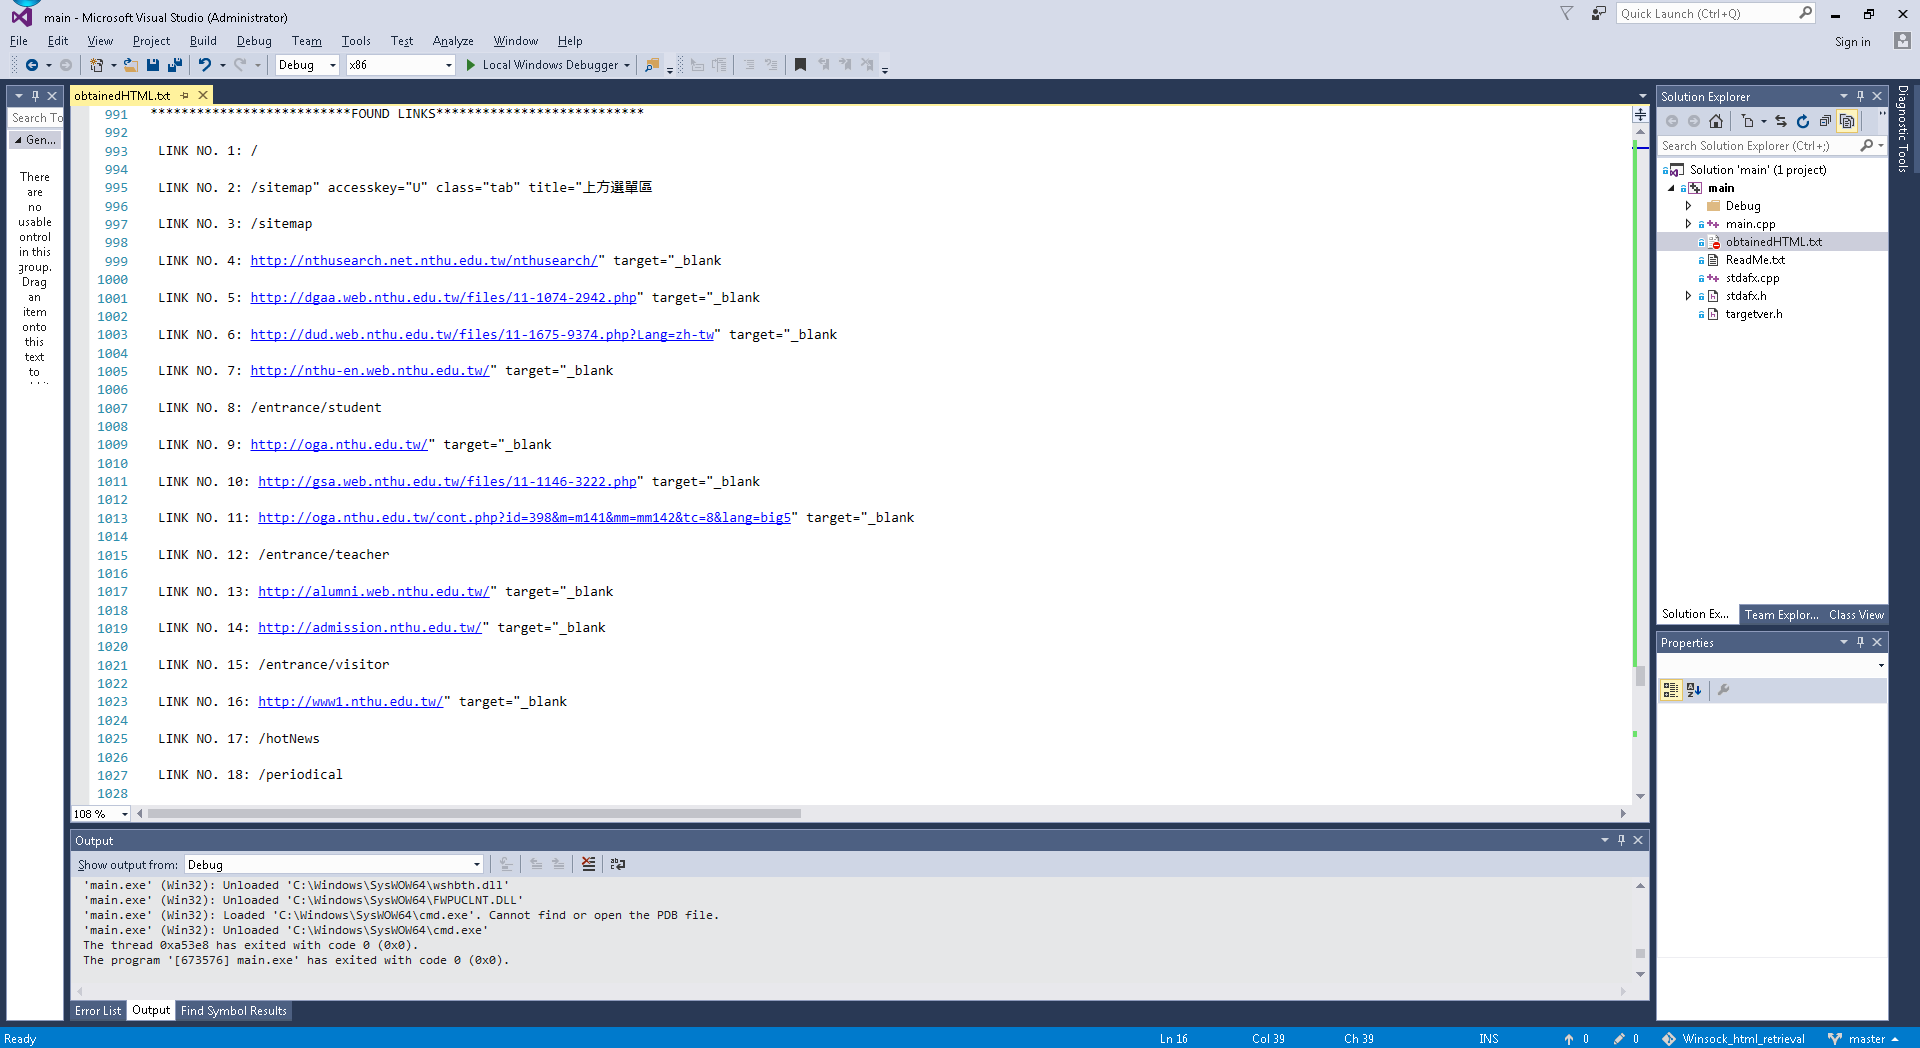 main - Microsoft Visual Studio (Administrator)
Quick Launch (Ctrl+Q)
File Edit View Project Build Debug Team Tools Test Analyze Window Help
Sign in
Debug x86 Local Windows Debugger
obtainedHTML.txt
Search To
Gen...
There
are
no
usable
ontrol
in this
group.
Drag
an
item
onto
this
text
to
991 **************************FOUND LINKS***************************
992
993 LINK NO. 1: /
994
995 LINK NO. 2: /sitemap" accesskey="U" class="tab" title="上方選單區
996
997 LINK NO. 3: /sitemap
998
999 LINK NO. 4: http://nthusearch.net.nthu.edu.tw/nthusearch/" target="_blank
1000
1001 LINK NO. 5: http://dgaa.web.nthu.edu.tw/files/11-1074-2942.php" target="_blank
1002
1003 LINK NO. 6: http://dud.web.nthu.edu.tw/files/11-1675-9374.php?Lang=zh-tw" target="_blank
1004
1005 LINK NO. 7: http://nthu-en.web.nthu.edu.tw/" target="_blank
1006
1007 LINK NO. 8: /entrance/student
1008
1009 LINK NO. 9: http://oga.nthu.edu.tw/" target="_blank
1010
1011 LINK NO. 10: http://gsa.web.nthu.edu.tw/files/11-1146-3222.php" target="_blank
1012
1013 LINK NO. 11: http://oga.nthu.edu.tw/cont.php?id=398&m=m141&mm=mm142&tc=8&lang=big5" target="_blank
1014
1015 LINK NO. 12: /entrance/teacher
1016
1017 LINK NO. 13: http://alumni.web.nthu.edu.tw/" target="_blank
1018
1019 LINK NO. 14: http://admission.nthu.edu.tw/" target="_blank
1020
1021 LINK NO. 15: /entrance/visitor
1022
1023 LINK NO. 16: http://www1.nthu.edu.tw/" target="_blank
1024
1025 LINK NO. 17: /hotNews
1026
1027 LINK NO. 18: /periodical
1028
108 %
Output
Show output from: Debug
'main.exe' (Win32): Unloaded 'C:\Windows\SysWOW64\wshbth.dll'
'main.exe' (Win32): Unloaded 'C:\Windows\SysWOW64\FWPUCLNT.DLL'
'main.exe' (Win32): Loaded 'C:\Windows\SysWOW64\cmd.exe'. Cannot find or open the PDB file.
'main.exe' (Win32): Unloaded 'C:\Windows\SysWOW64\cmd.exe'
The thread 0xa53e8 has exited with code 0 (0x0).
The program '[673576] main.exe' has exited with code 0 (0x0).
Error List Output Find Symbol Results
Solution Explorer
Search Solution Explorer (Ctrl+;)
Solution 'main' (1 project)
main
Debug
main.cpp
obtainedHTML.txt
ReadMe.txt
stdafx.cpp
stdafx.h
targetver.h
Solution Ex... Team Explor... Class View
Properties
Diagnostic Tools
Ready Ln 16 Col 39 Ch 39 INS 0 0 Winsock_html_retrieval master